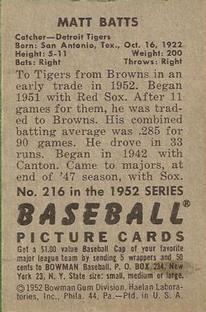 MATT BATTS
Catcher—Detroit Tigers
Born: San Antonio, Tex., Oct. 16, 1922
Height: 5-11 Weight: 200
Bats: Right Throws: Right
To Tigers from Browns in an
early trade in 1952. Began
1951 with Red Sox. After 11
games for them, he was trad-
ed to Browns. His combined
batting average was .285 for
90 games. He drove in 33
runs. Began in 1942 with
Canton. Came to majors, at
end of '47 season, with Sox.
No. 216 in the 1952 SERIES
BASEBALL®
PICTURE CARDS
Get a $1.00 value Baseball Cap of your favorite
major league team by sending 5 wrappers and 50
cents to BOWMAN Baseball, P. O. BOX 234, New
York 23, N. Y. State size: small, medium, or large
©1952 Bowman Gum Division, Haelan Labora-
tories, Inc., Phila. 44, Pa.—Ptd. in U. S. A.